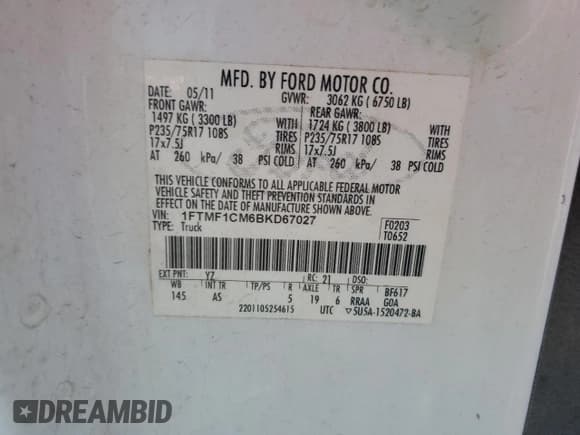 MFD. BY FORD MOTOR CO.
DATE: 05/11 GVWR: 3062 KG ( 6750 LB)
FRONT GAWR: REAR GAWR:
1497 KG ( 3300 LB) WITH 1724 KG ( 3800 LB) WITH
P235/75R17 108S TIRES P235/75R17 108S TIRES
17x7.5J RIMS 17x7.5J RIMS
AT 260 kPa/ 38 PSI COLD AT 260 kPa/ 38 PSI COLD
THIS VEHICLE CONFORMS TO ALL APPLICABLE FEDERAL MOTOR
VEHICLE SAFETY AND THEFT PREVENTION STANDARDS IN
EFFECT ON THE DATE OF MANUFACTURE SHOWN ABOVE.
VIN: 1FTMF1CM6BKD67027 F0203
TYPE: Truck T0652
EXT PNT: YZ RC: 21 DSO:
WB INT TR TP/PS R AXLE TR SPR BF617
145 AS 5 19 6 RRAA GOA
2201105254615 UTC ▽5U5A-1520472-BA
DREAMBID